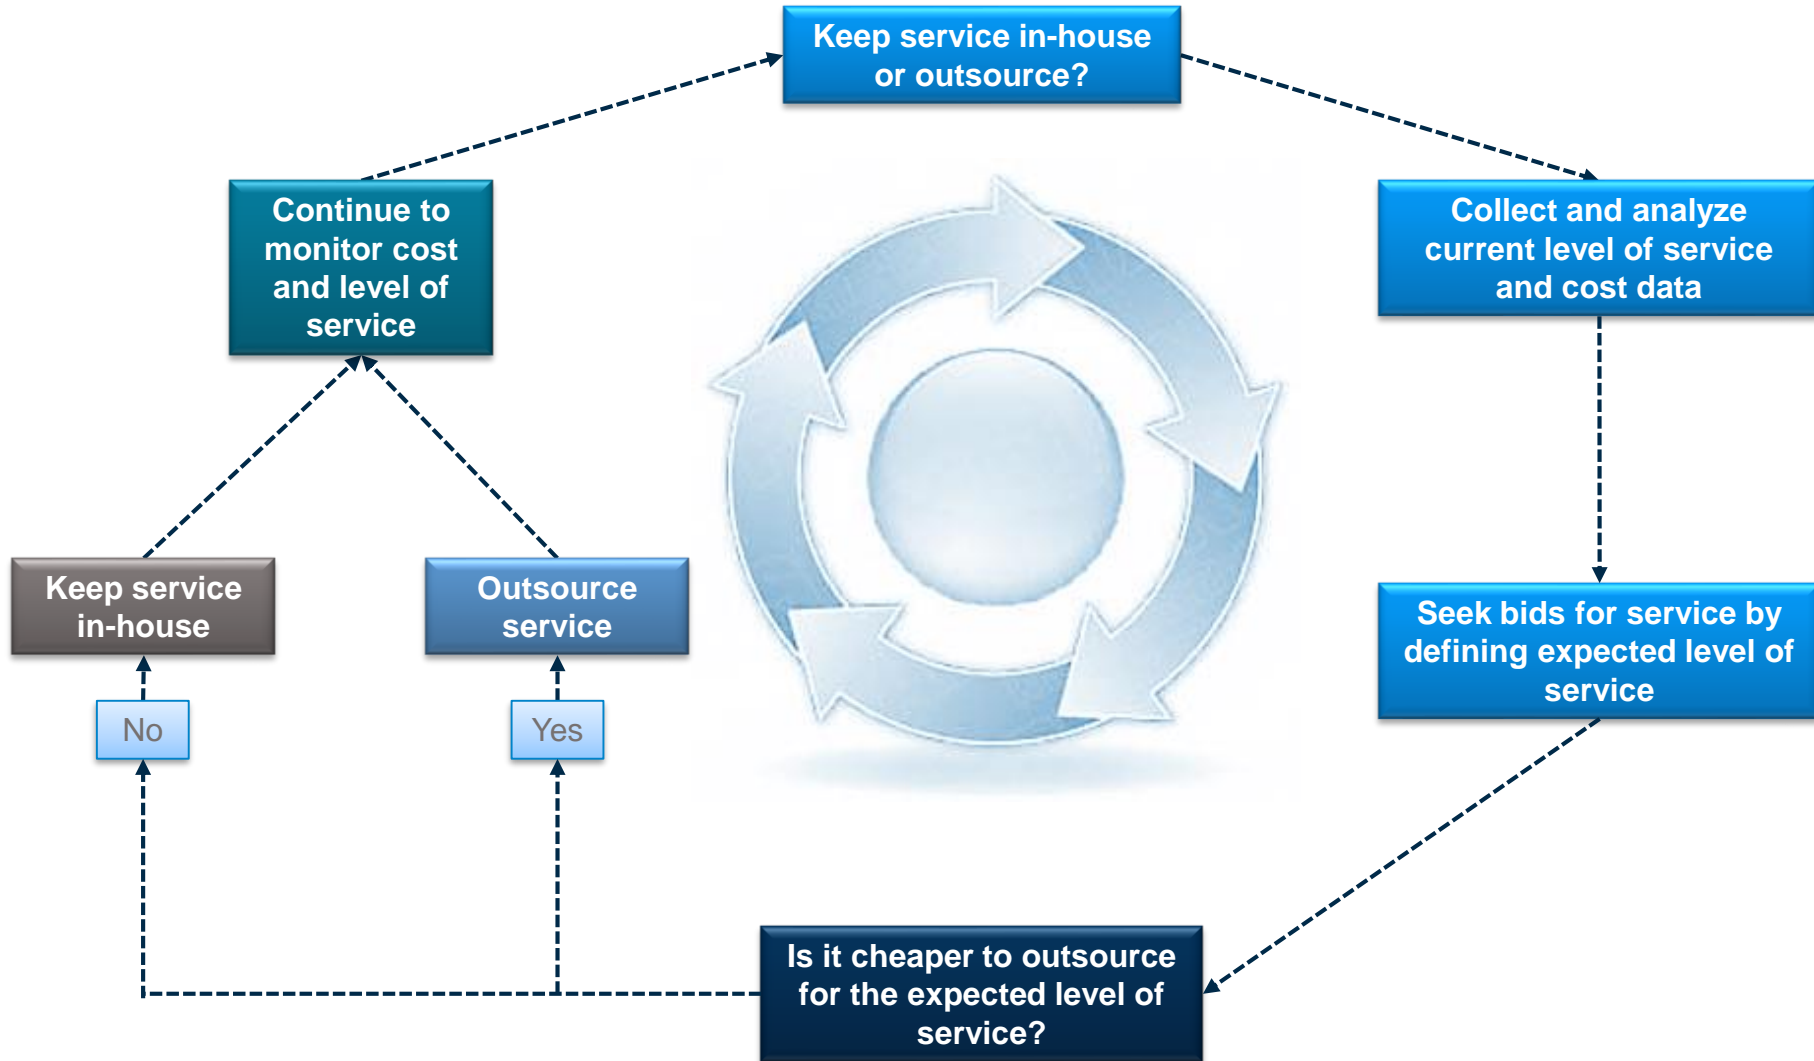 Keep service in-house
or outsource?
Continue to
monitor cost
and level of
service
Collect and analyze
current level of service
and cost data
Keep service
in-house
Outsource
service
Seek bids for service by
defining expected level of
service
No
Yes
Is it cheaper to outsource
for the expected level of
service?